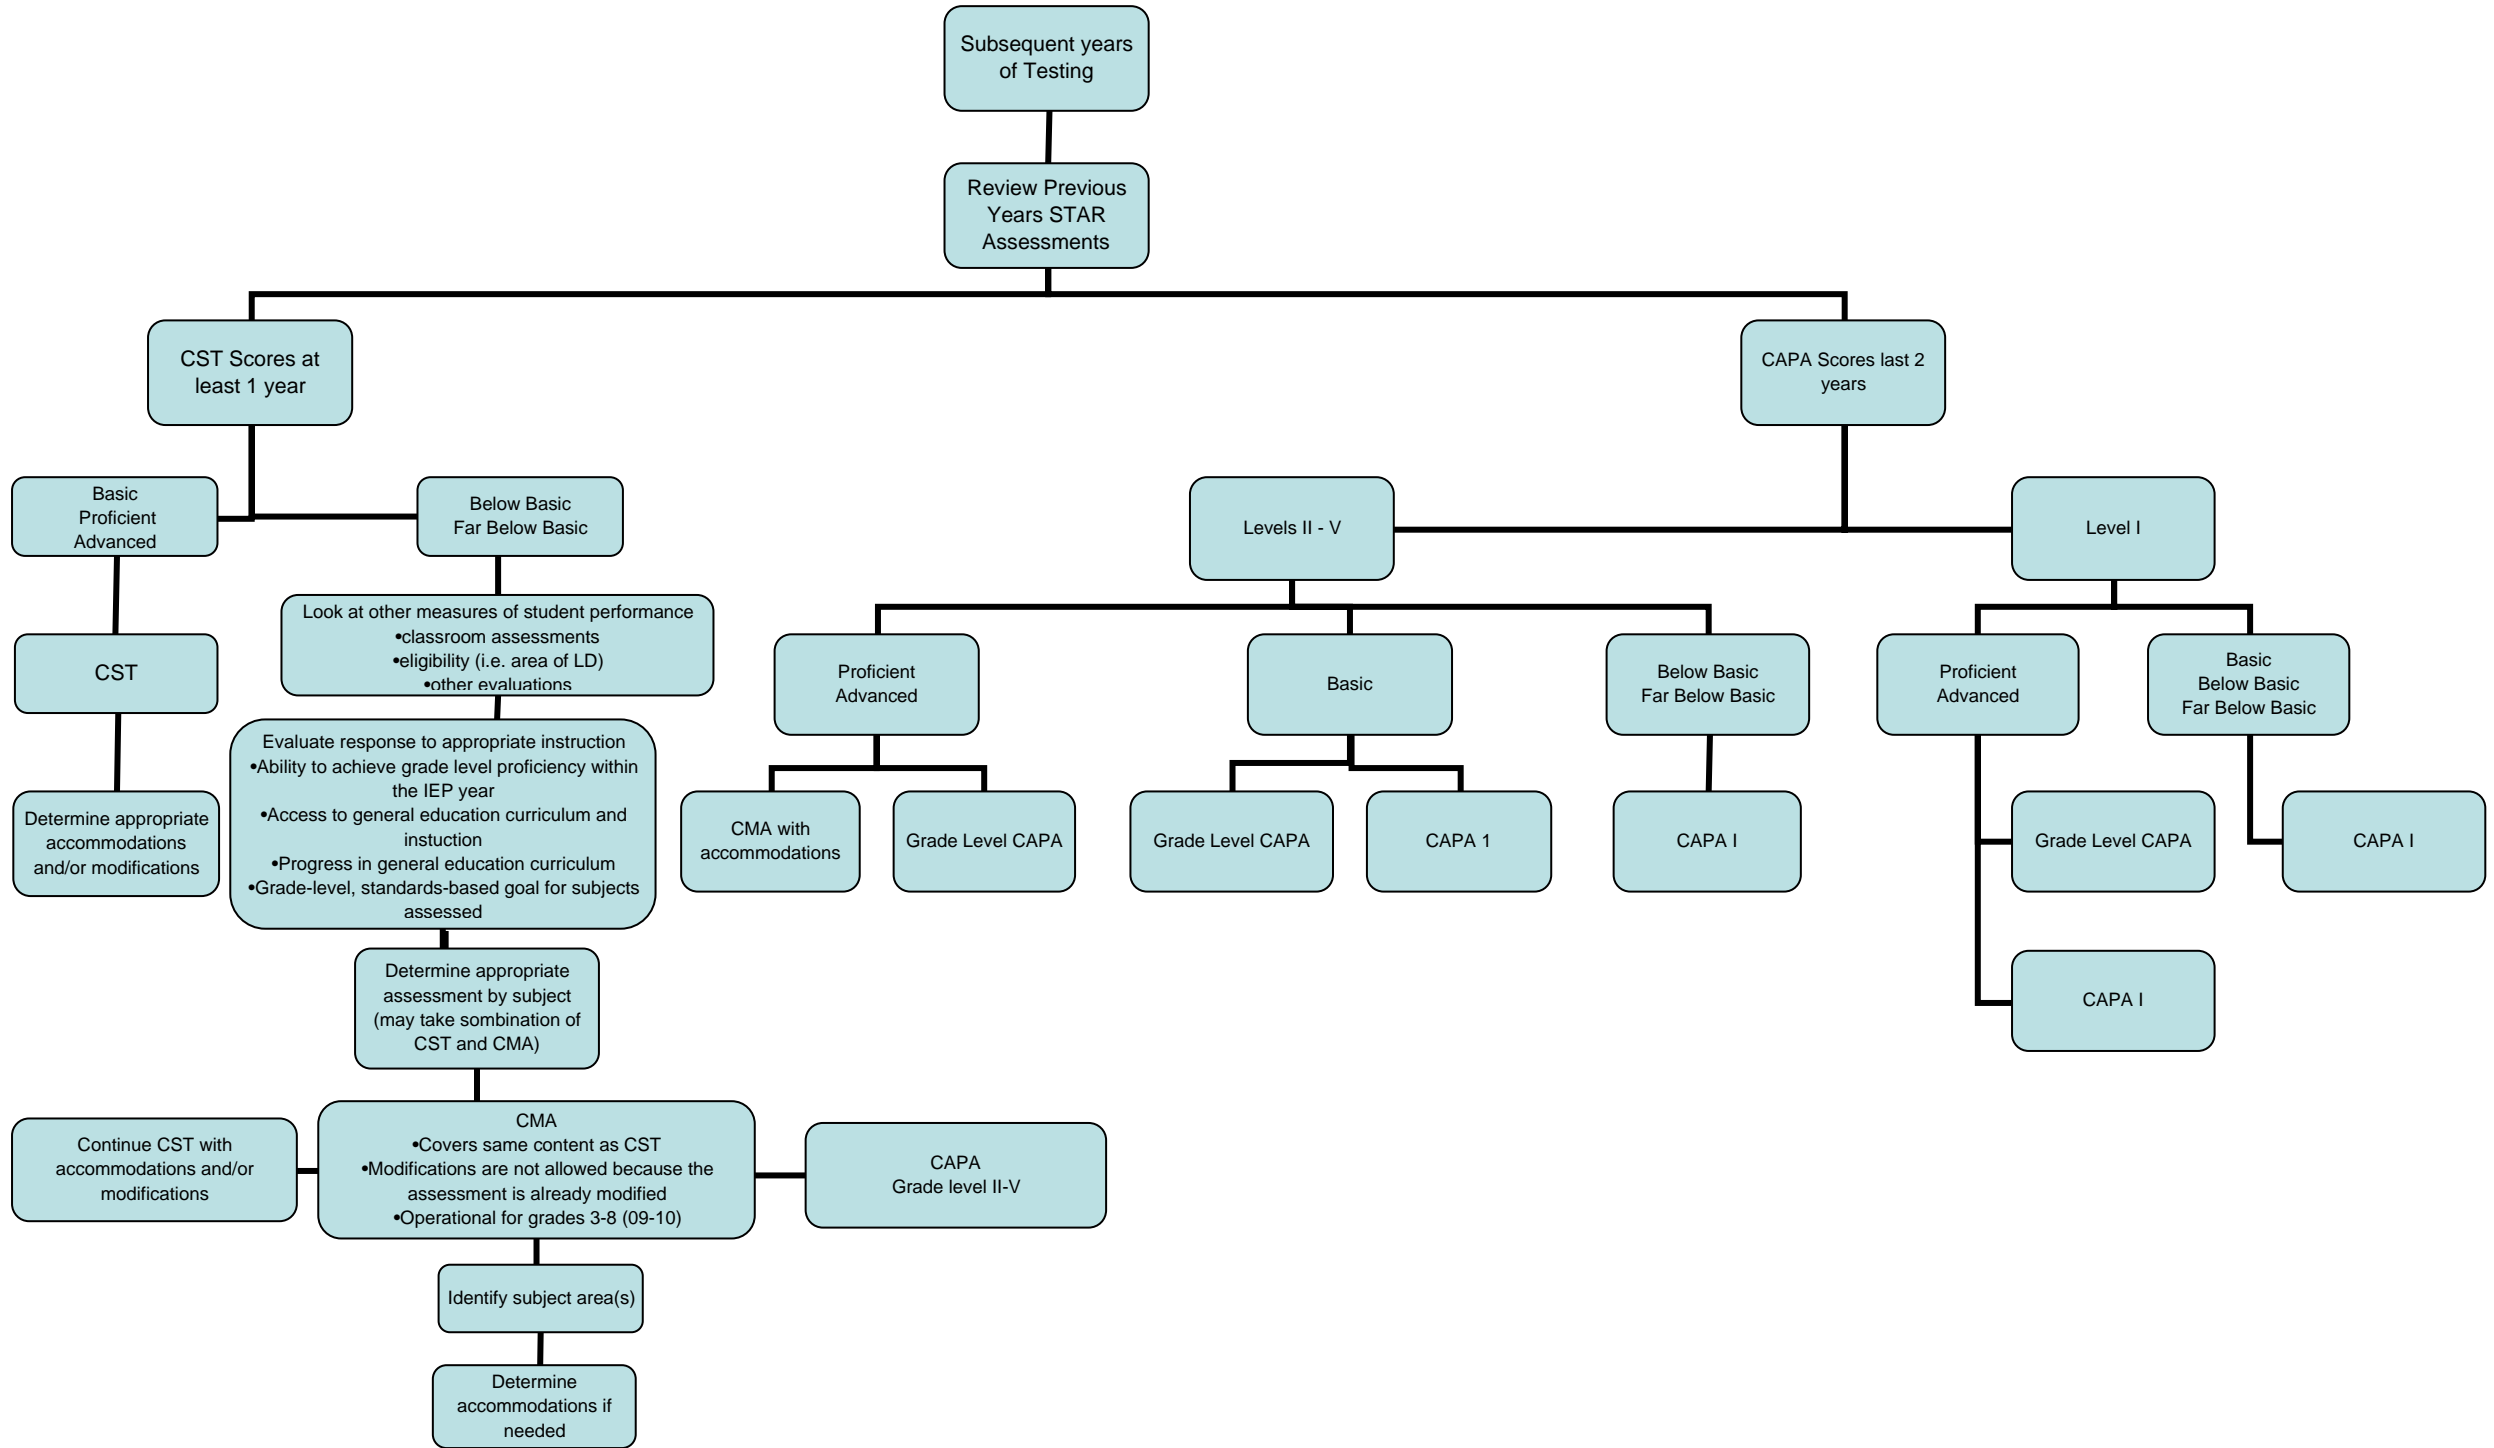 Subsequent years
of Testing
Review Previous
Years STAR
Assessments
CST Scores at
least 1 year
CAPA Scores last 2
years
Basic
Proficient
Advanced
Below Basic
Far Below Basic
Levels II - V
Level I
Look at other measures of student performance
•classroom assessments
•eligibility (i.e. area of LD)
•other evaluations
CST
Proficient
Advanced
Basic
Below Basic
Far Below Basic
Proficient
Advanced
Basic
Below Basic
Far Below Basic
Evaluate response to appropriate instruction
•Ability to achieve grade level proficiency within
the IEP year
•Access to general education curriculum and
instuction
•Progress in general education curriculum
•Grade-level, standards-based goal for subjects
assessed
Determine appropriate
accommodations
and/or modifications
CMA with
accommodations
Grade Level CAPA
Grade Level CAPA
CAPA 1
CAPA I
Grade Level CAPA
CAPA I
CAPA I
Determine appropriate
assessment by subject
(may take sombination of
CST and CMA)
Continue CST with
accommodations and/or
modifications
CMA
•Covers same content as CST
•Modifications are not allowed because the
assessment is already modified
•Operational for grades 3-8 (09-10)
CAPA
Grade level II-V
Identify subject area(s)
Determine
accommodations if
needed